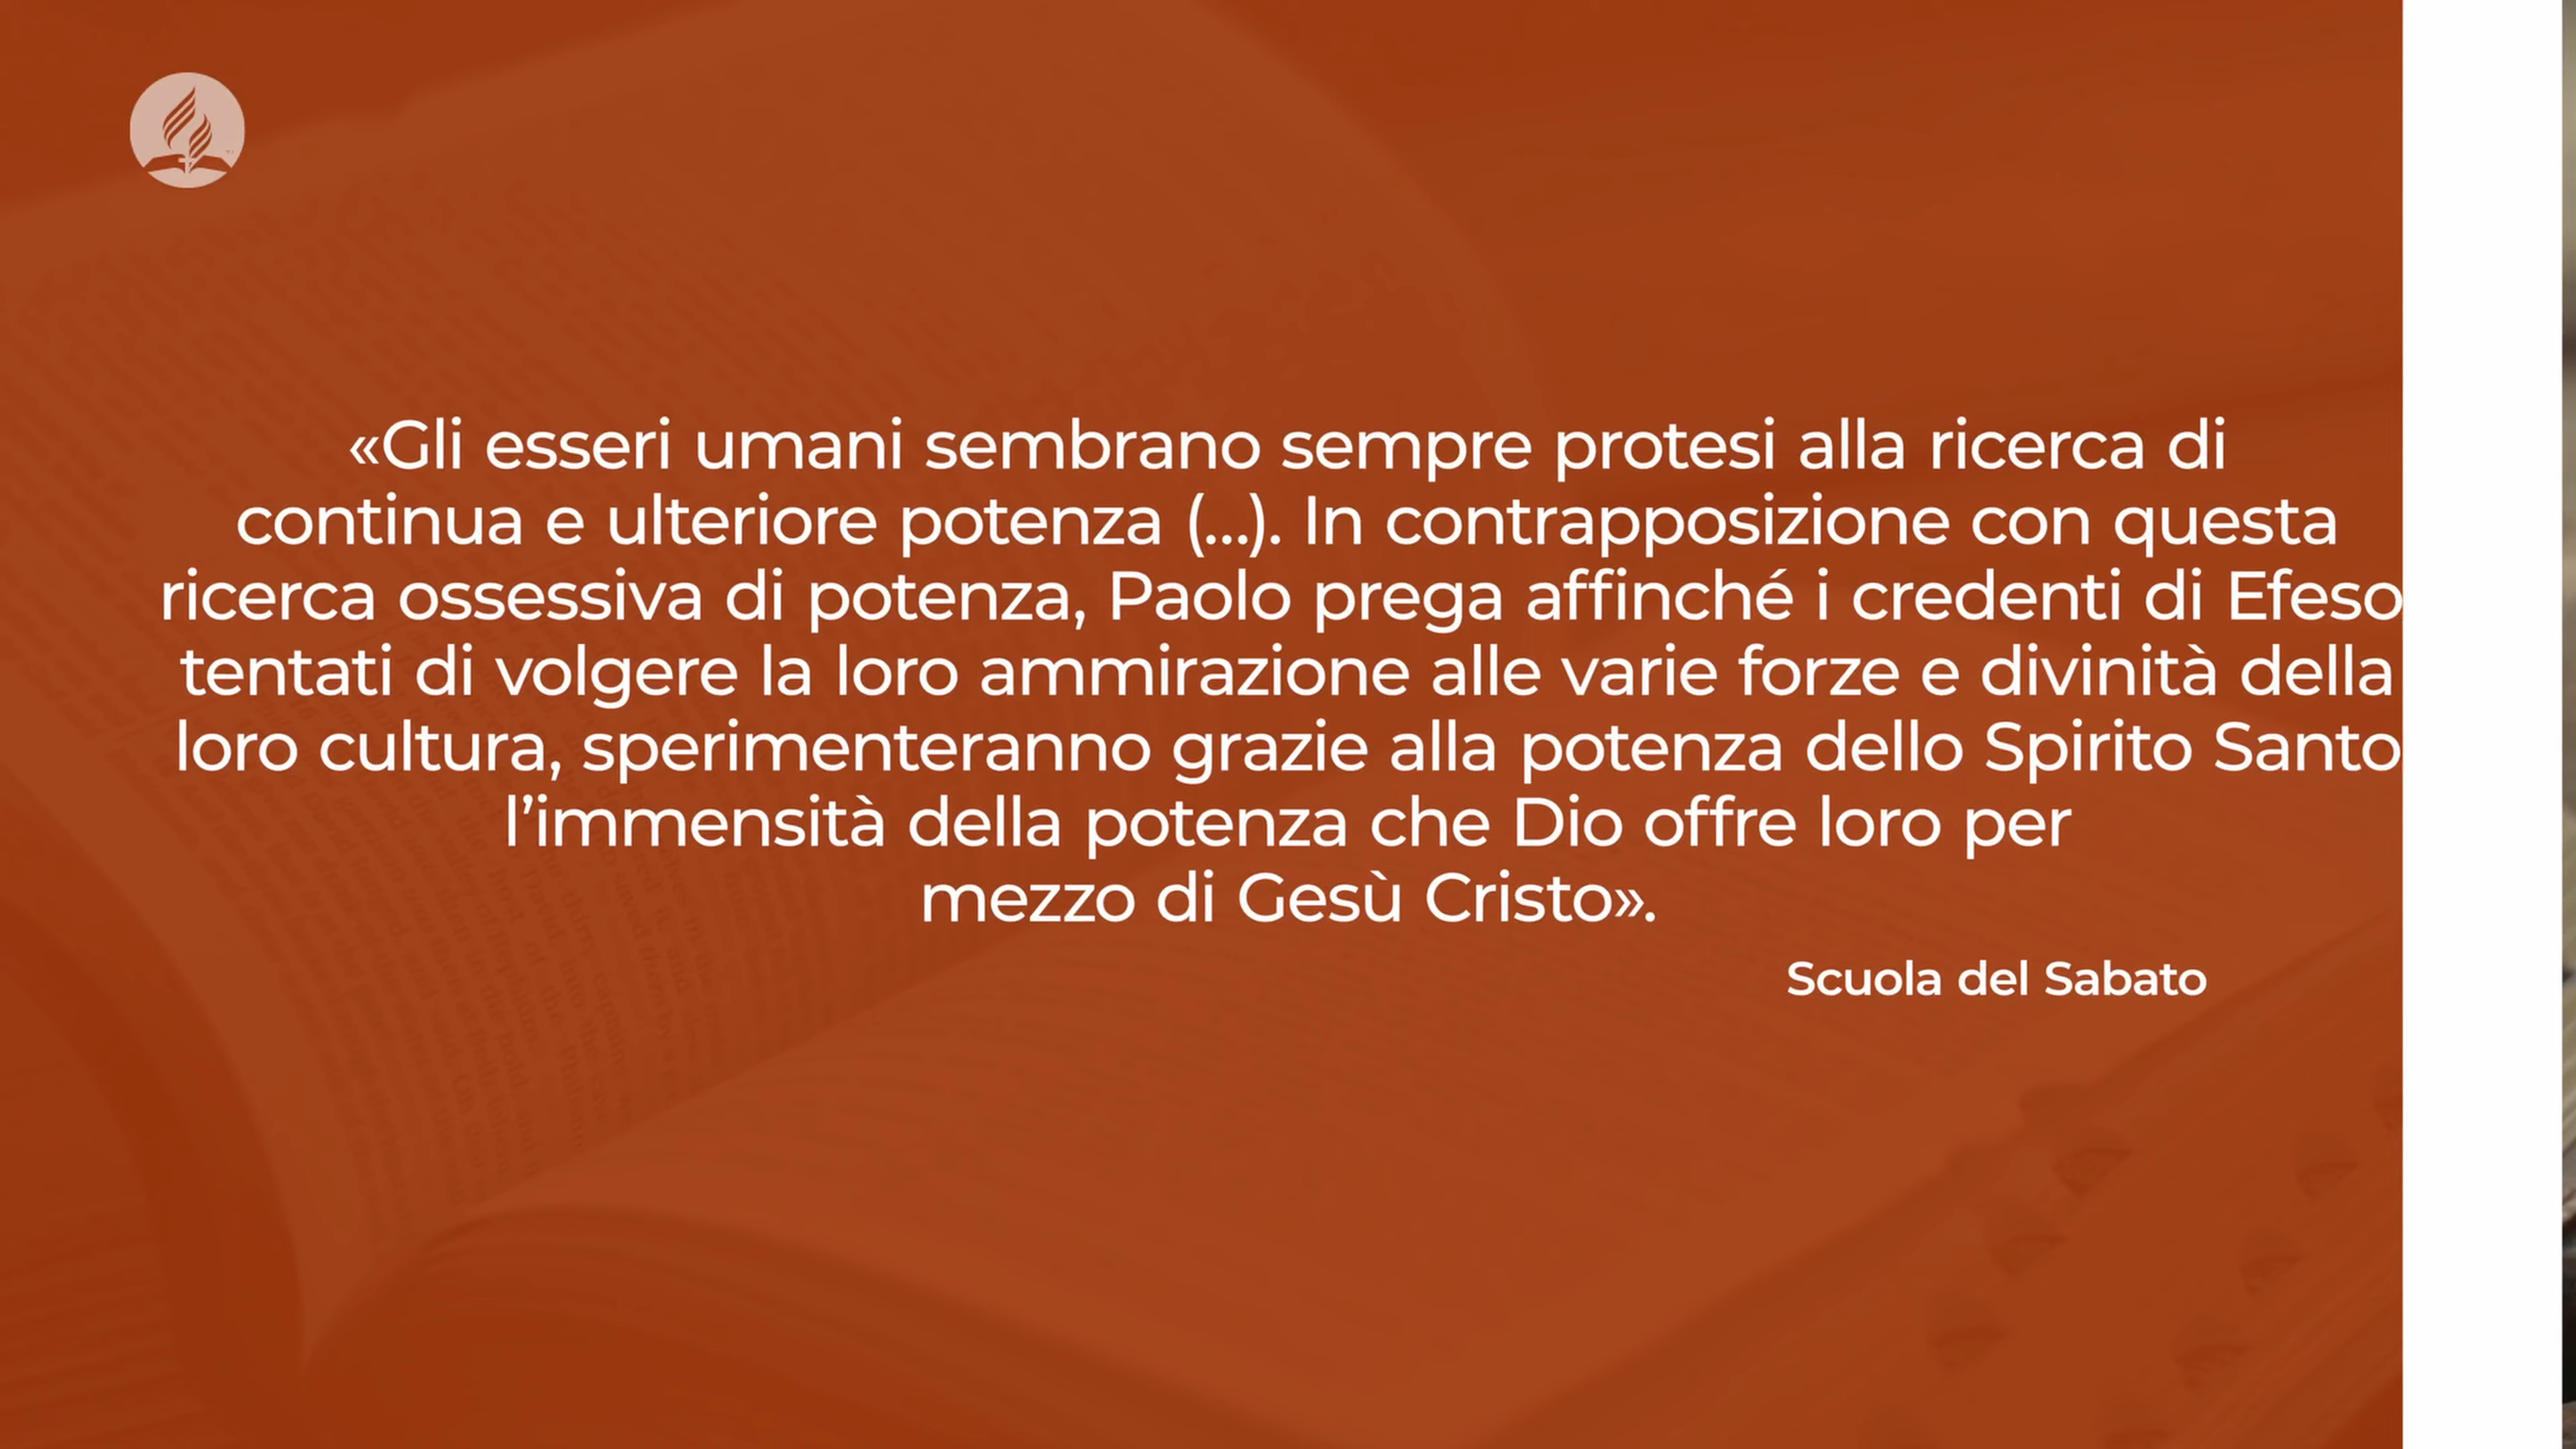 «Gli esseri umani sembrano sempre protesi alla ricerca di
continua e ulteriore potenza (...). In contrapposizione con questa
ricerca ossessiva di potenza, Paolo prega affinché i credenti di Efeso
tentati di volgere la loro ammirazione alle varie forze e divinità della
loro cultura, sperimenteranno grazie alla potenza dello Spirito Santo
l’immensità della potenza che Dio offre loro per
mezzo di Gesù Cristo».
Scuola del Sabato